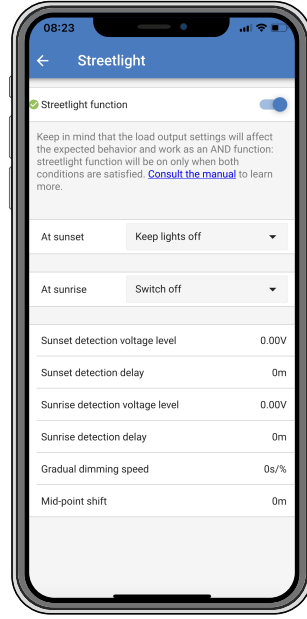 08:23
Streetlight
Streetlight function
Keep in mind that the load output settings will affect
the expected behavior and work as an AND function:
streetlight function will be on only when both
conditions are satisfied. Consult the manual to learn
more.
At sunset Keep lights off
At sunrise Switch off
Sunset detection voltage level 0.00V
Sunset detection delay 0m
Sunrise detection voltage level 0.00V
Sunrise detection delay 0m
Gradual dimming speed 0s/%
Mid-point shift 0m